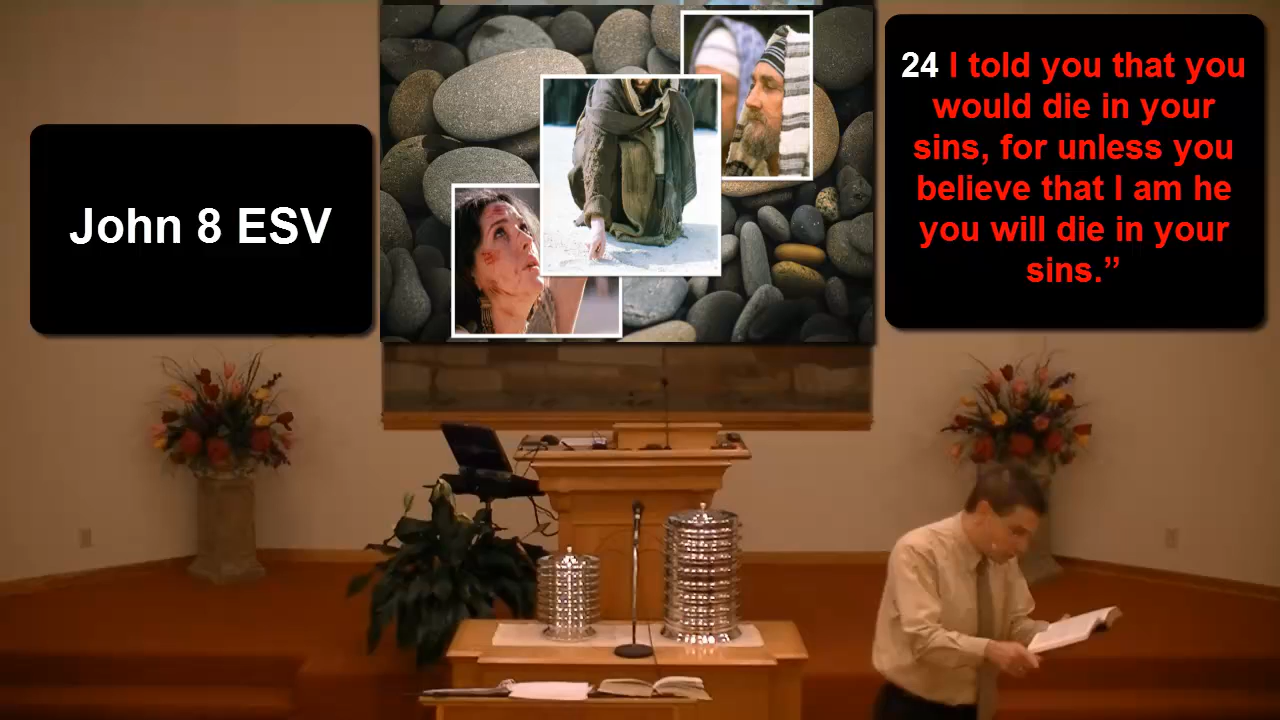 John 8 ESV
24 I told you that you
would die in your
sins, for unless you
believe that I am he
you will die in your
sins.”